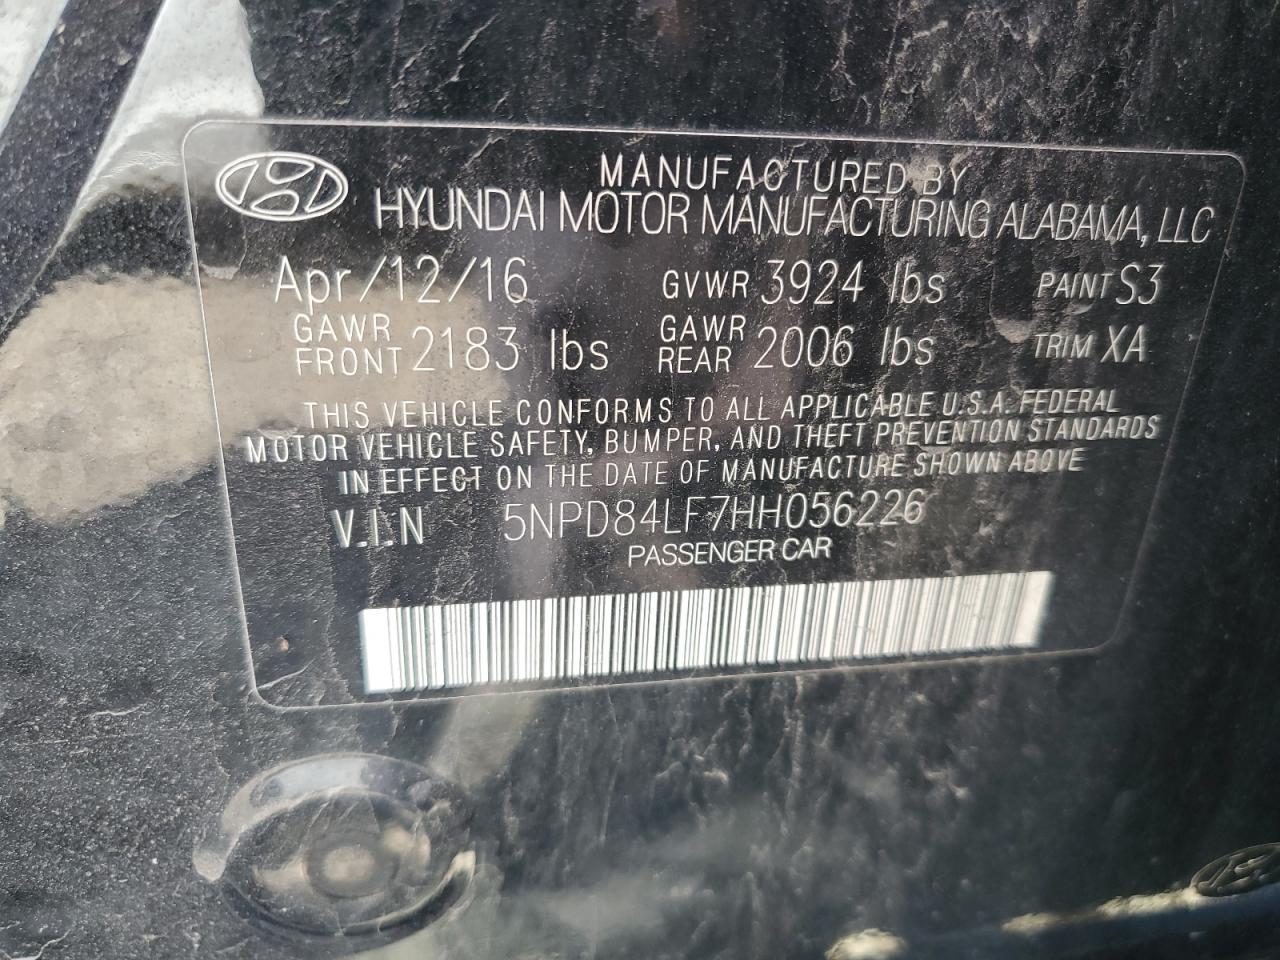 MANUFACTURED BY
HYUNDAI MOTOR MANUFACTURING ALABAMA, LLC
Apr/12/16 GVWR 3924 lbs PAINT S3
GAWR FRONT 2183 lbs GAWR REAR 2006 lbs TRIM XA
THIS VEHICLE CONFORMS TO ALL APPLICABLE U.S.A. FEDERAL
MOTOR VEHICLE SAFETY, BUMPER, AND THEFT PREVENTION STANDARDS
IN EFFECT ON THE DATE OF MANUFACTURE SHOWN ABOVE
V.I.N 5NPD84LF7HH056226
PASSENGER CAR